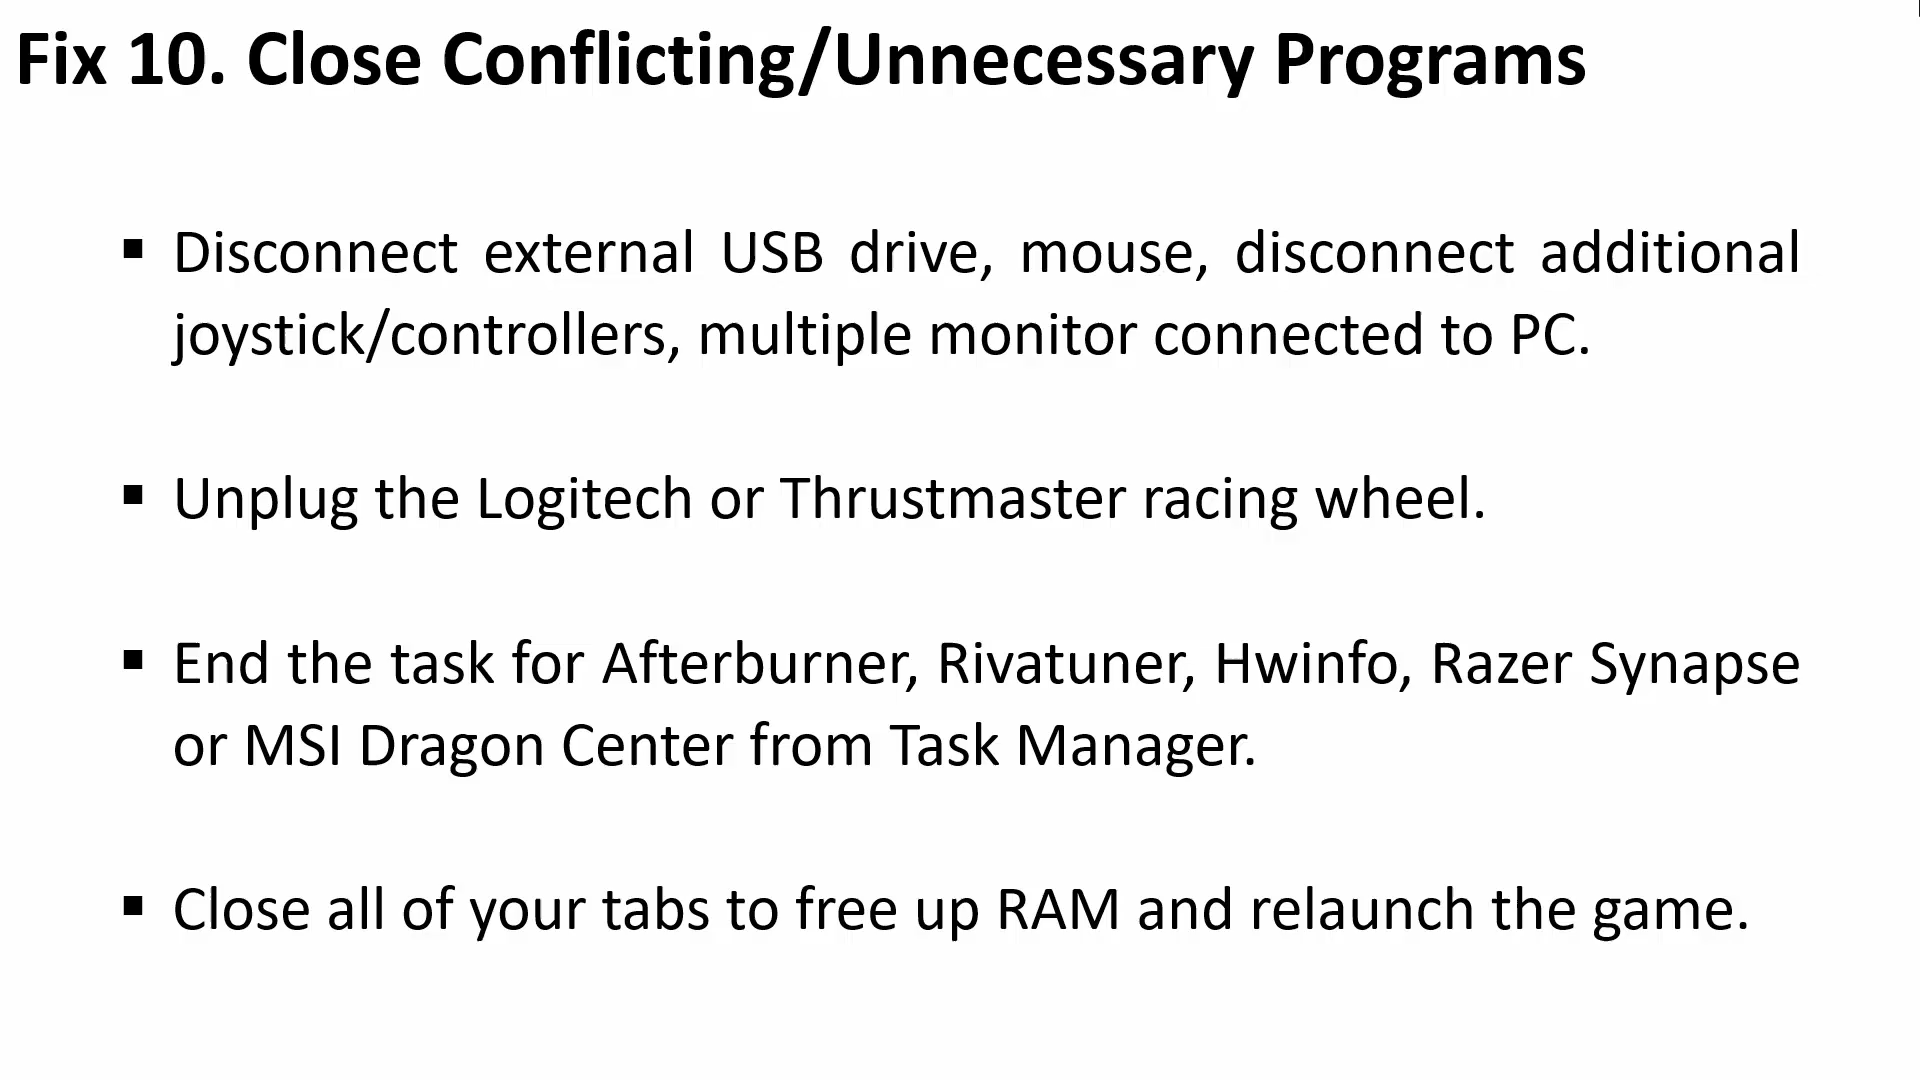 Fix 10. Close Conflicting/Unnecessary Programs
▪ Disconnect external USB drive, mouse, disconnect additional
joystick/controllers, multiple monitor connected to PC.
▪ Unplug the Logitech or Thrustmaster racing wheel.
▪ End the task for Afterburner, Rivatuner, Hwinfo, Razer Synapse
or MSI Dragon Center from Task Manager.
▪ Close all of your tabs to free up RAM and relaunch the game.